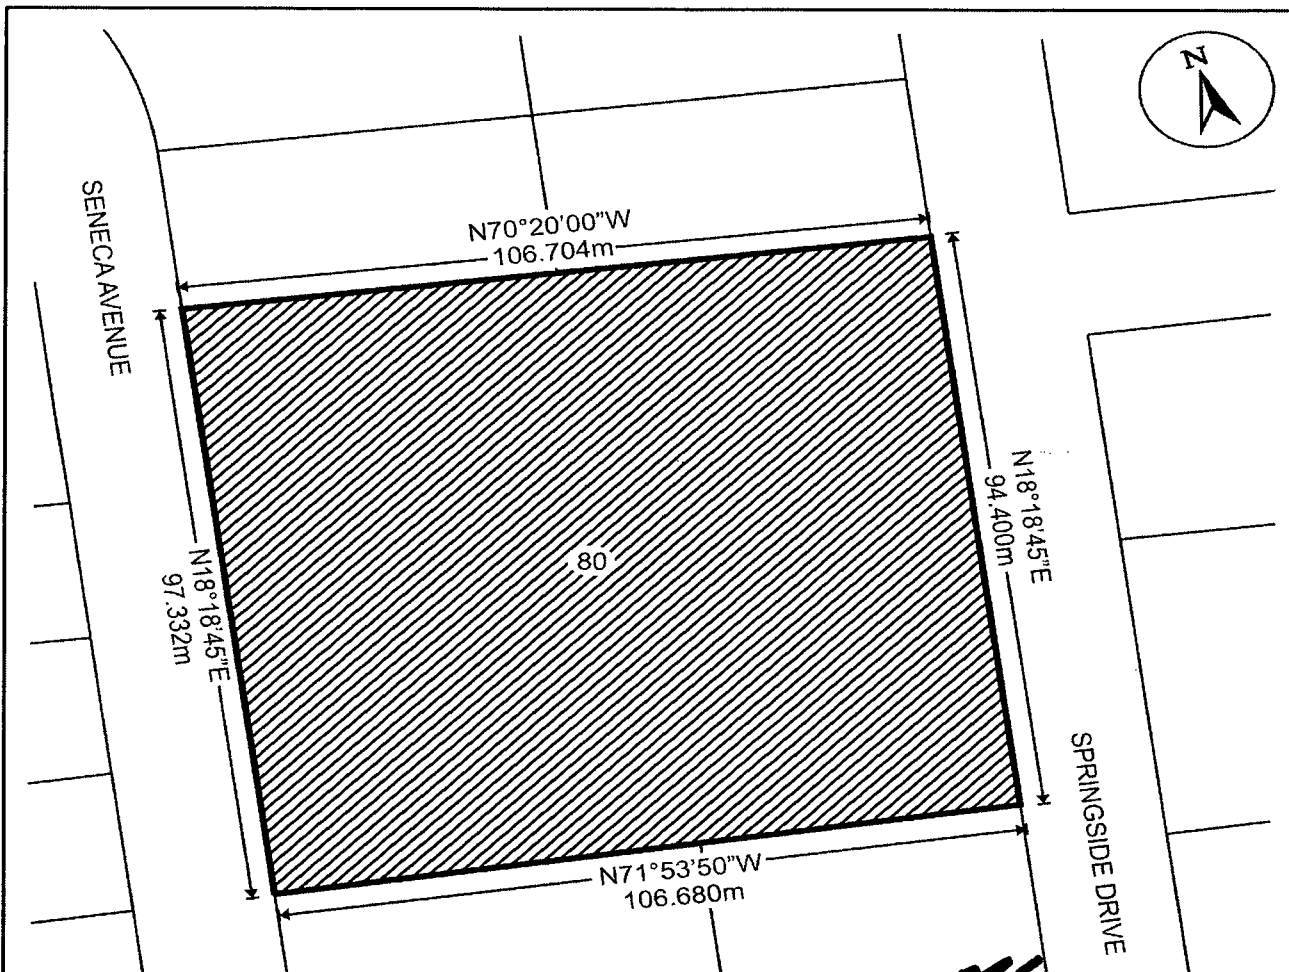 N
SENECA AVENUE
N70°20'00"W
106.704m
N18°18'45"E
94.400m
80
N18°18'45"E
97.332m
N71°53'50"W
106.680m
SPRINGSIDE DRIVE